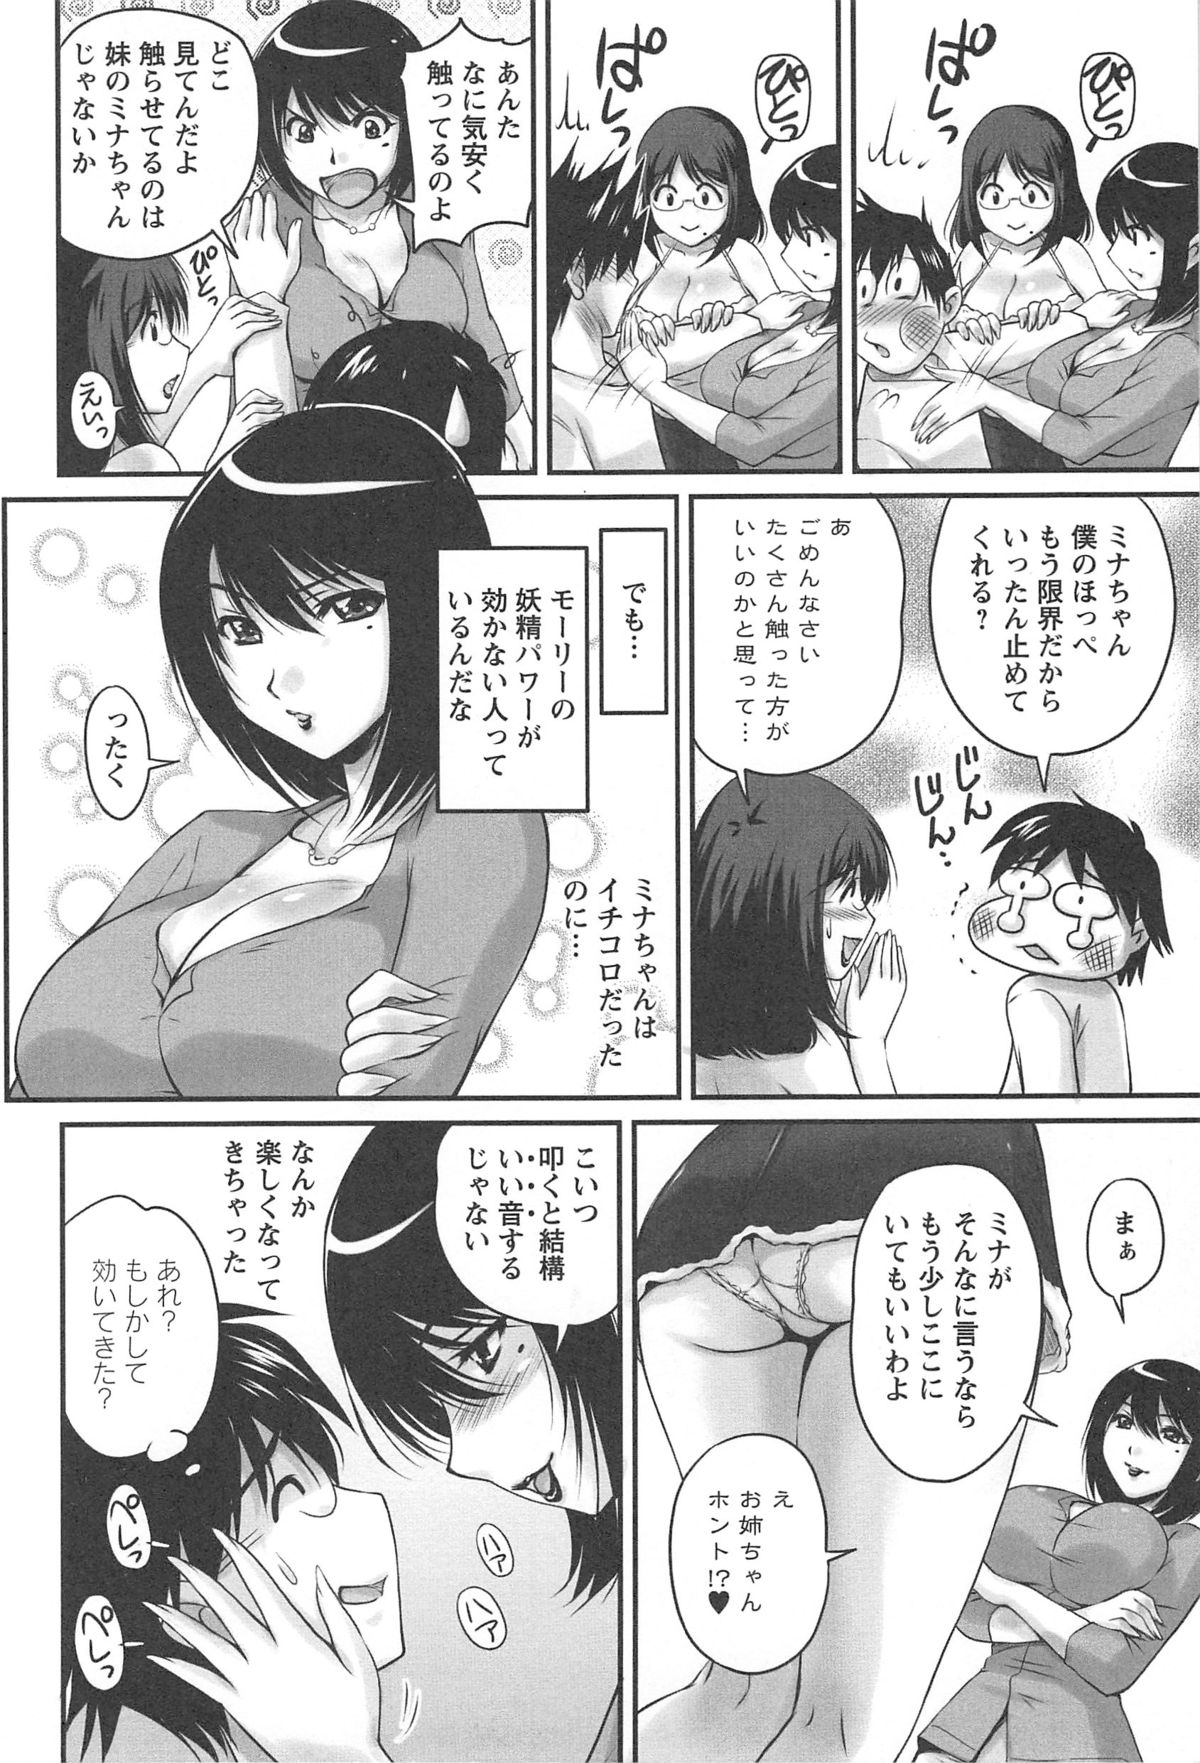 ぴとっ
ぱしっ
ぴとっ
ぱしっ
あんた
なに気安く
触ってるのよ
どこ
見てんだよ
触らせてるのは
妹のミナちゃん
じゃないか
ぴとっ
えいっ
ミナちゃん
僕のほっぺ
もう限界だから
いったん止めて
くれる?
じんじん…
あ
ごめんなさい
たくさん触った方が
いいのかと思って…
でも…
モーリーの
妖精パワーが
効かない人って
いるんだな
ミナちゃんは
イチコロだった
のに…
ったく
まぁ
ミナが
そんなに言うなら
もう少しここに
いてもいいわよ
え
お姉ちゃん
ホント!?♥
こいつ
叩くと結構
いい音する
じゃない
なんか
楽しくなって
きちゃった
あれ?
もしかして
効いてきた?
ハァ
ハァ
ペレっ
ペレっ